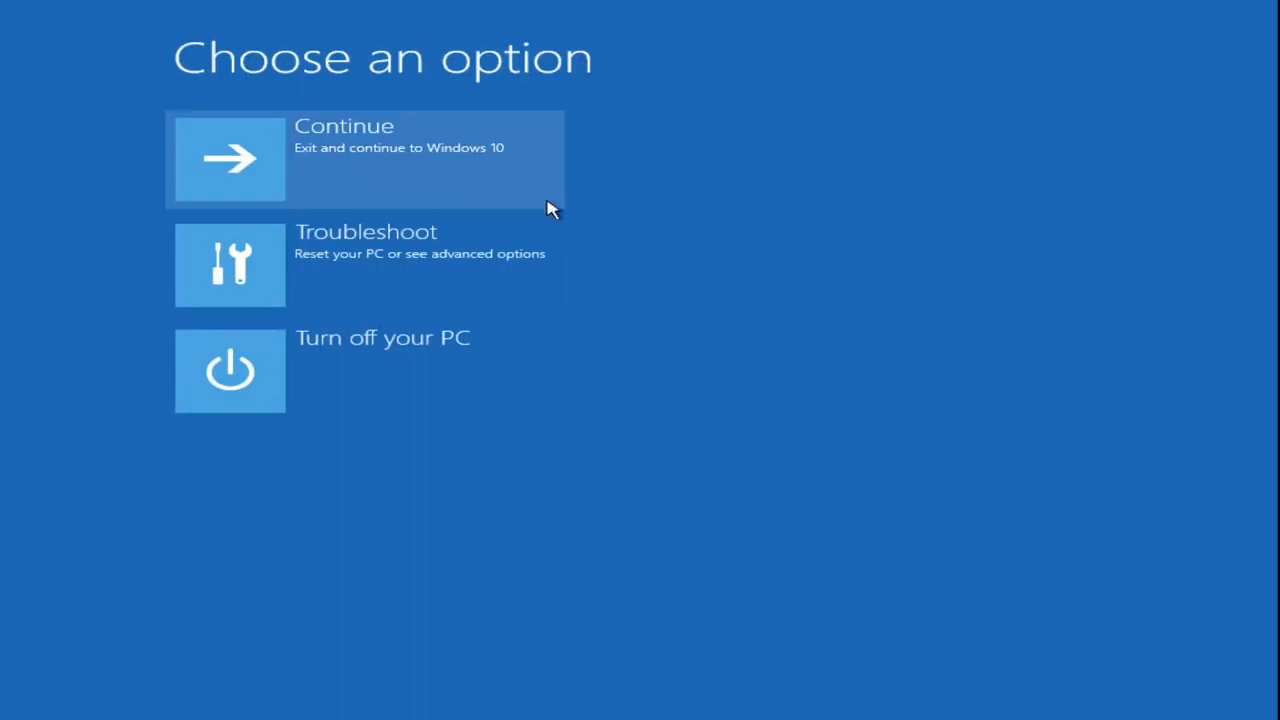 Choose an option
Continue
Exit and continue to Windows 10
Troubleshoot
Reset your PC or see advanced options
Turn off your PC